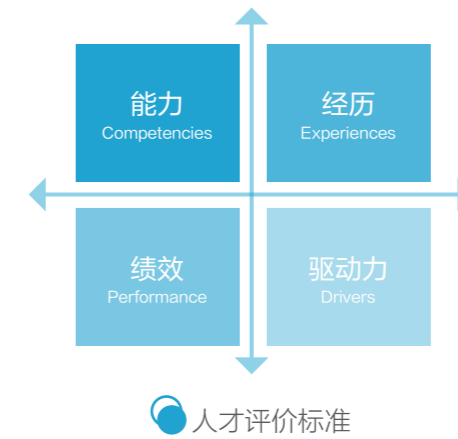 能力
Competencies
经历
Experiences
绩效
Performance
驱动力
Drivers
人才评价标准